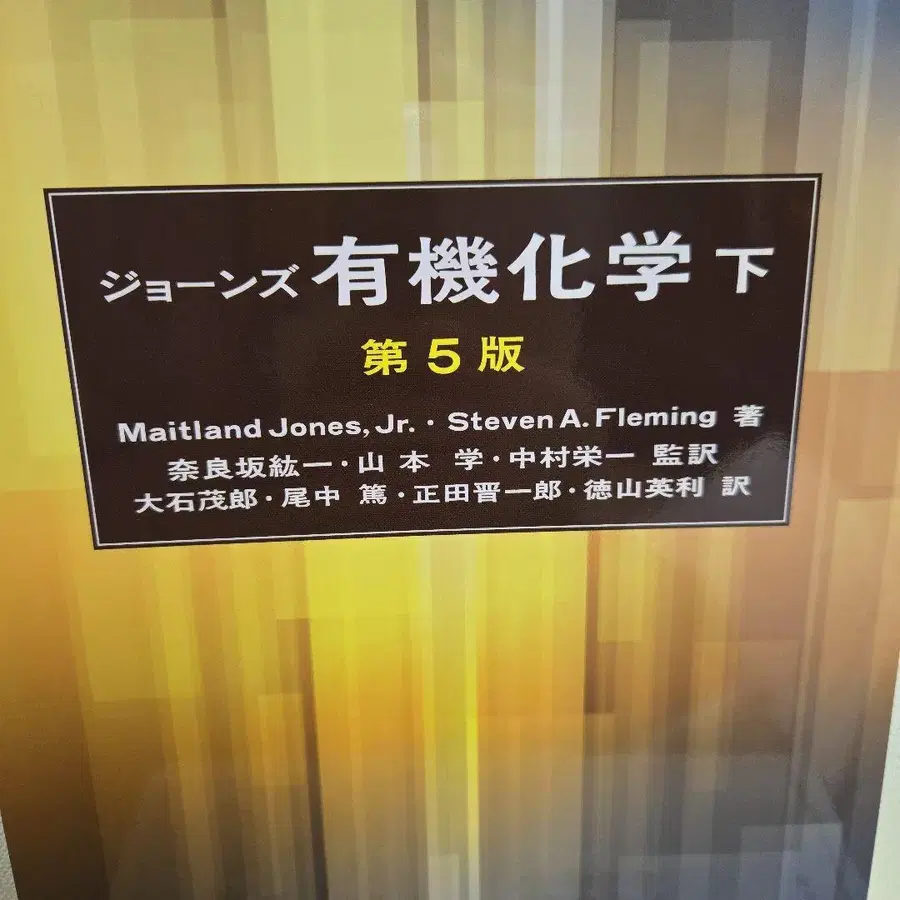 ジョーンズ 有機化学 下
第5版
Maitland Jones, Jr.・Steven A. Fleming 著
奈良坂紘一・山本 学・中村栄一 監訳
大石茂郎・尾中 篤・正田晋一郎・徳山英利 訳